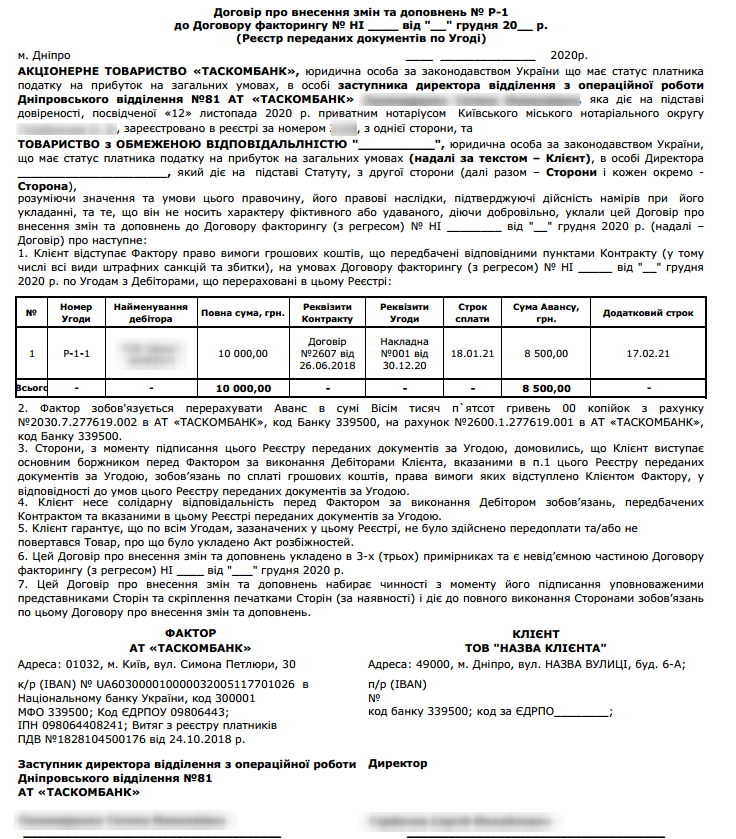 Договір про внесення змін та доповнень № Р-1
до Договору факторингу № НІ ____ від "__" грудня 20__ р.
(Реєстр переданих документів по Угоді)
м. Дніпро ____ ______________ 2020р.
АКЦІОНЕРНЕ ТОВАРИСТВО «ТАСКОМБАНК», юридична особа за законодавством України що має статус платника
податку на прибуток на загальних умовах, в особі заступника директора відділення з операційної роботи
Дніпровського відділення №81 АТ «ТАСКОМБАНК» , яка діє на підставі
довіреності, посвідченої «12» листопада 2020 р. приватним нотаріусом Київського міського нотаріального округу
, зареєстровано в реєстрі за номером , з однієї сторони, та
ТОВАРИСТВО з ОБМЕЖЕНОЮ ВІДПОВІДАЛЬНІСТЮ "___________", юридична особа за законодавством України,
що має статус платника податку на прибуток на загальних умовах (надалі за текстом – Клієнт), в особі Директора
______________________, який діє на підставі Статуту, з другої сторони (далі разом – Сторони і кожен окремо -
Сторона),
розуміючи значення та умови цього правочину, його правові наслідки, підтверджуючі дійсність намірів при його
укладанні, та те, що він не носить характеру фіктивного або удаваного, діючи добровільно, уклали цей Договір про
внесення змін та доповнень до Договору факторингу (з регресом) № НІ ________ від "__" грудня 2020 р. (надалі –
Договір) про наступне:
1. Клієнт відступає Фактору право вимоги грошових коштів, що передбачені відповідними пунктами Контракту (у тому
числі всі види штрафних санкцій та збитки), на умовах Договору факторингу (з регресом) № НІ _____ від "__" грудня
2020 р. по Угодам з Дебіторами, що перераховані в цьому Реєстрі:
№ Номер Угоди Найменування дебітора Повна сума, грн. Реквізити Контракту Реквізити Угоди Строк сплати Сума Авансу, грн. Додатковий строк
1 Р-1-1 10 000,00 Договір №2607 від 26.06.2018 Накладна №001 від 30.12.20 18.01.21 8 500,00 17.02.21
Всього - - 10 000,00 - - - 8 500,00 -
2. Фактор зобов'язується перерахувати Аванс в сумі Вісім тисяч п`ятсот гривень 00 копійок з рахунку
№2030.7.277619.002 в АТ «ТАСКОМБАНК», код Банку 339500, на рахунок №2600.1.277619.001 в АТ «ТАСКОМБАНК»,
код Банку 339500.
3. Сторони, з моменту підписання цього Реєстру переданих документів за Угодою, домовились, що Клієнт виступає
основним боржником перед Фактором за виконання Дебіторами Клієнта, вказаними в п.1 цього Реєстру переданих
документів за Угодою, зобов’язань по сплаті грошових коштів, права вимоги яких відступлено Клієнтом Фактору, у
відповідності до умов цього Реєстру переданих документів за Угодою.
4. Клієнт несе солідарну відповідальність перед Фактором за виконання Дебітором зобов’язань, передбачених
Контрактом та вказаними в цьому Реєстрі переданих документів за Угодою.
5. Клієнт гарантує, що по всім Угодам, зазаначених у цьому Реєстрі, не було здійснено передоплати та/або не
повертався Товар, про що було укладено Акт розбіжностей.
6. Цей Договір про внесення змін та доповнень укладено в 3-х (трьох) примірниках та є невід’ємною частиною Договору
факторингу (з регресом) НІ ____ від "___" грудня 2020 р.
7. Цей Договір про внесення змін та доповнень набирає чинності з моменту його підписання уповноваженими
представниками Сторін та скріплення печатками Сторін (за наявності) і діє до повного виконання Сторонами зобов’язань
по цьому Договору про внесення змін та доповнень.
ФАКТОР
АТ «ТАСКОМБАНК»
Адреса: 01032, м. Київ, вул. Симона Петлюри, 30
к/р (IBAN) № UA603000010000032005117701026 в
Національному банку України, код 300001
МФО 339500; Код ЄДРПОУ 09806443;
ІПН 098064408241; Витяг з реєстру платників
ПДВ №1828104500176 від 24.10.2018 р.
Заступник директора відділення з операційної роботи
Дніпровського відділення №81
АТ «ТАСКОМБАНК»
КЛІЄНТ
ТОВ "НАЗВА КЛІЄНТА"
Адреса: 49000, м. Дніпро, вул. НАЗВА ВУЛИЦІ, буд. 6-А;
п/р (IBAN)
№
код банку 339500; код за ЄДРПО________;
Директор